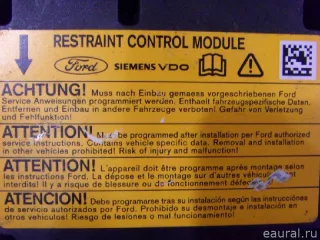 RESTRAINT CONTROL MODULE
Ford SIEMENS VDO
ACHTUNG! Muss nach Einbau gemaess vorgeschriebenen Ford
Service Anweisungen programmiert werden. Enthaelt fahrzeugspezifische Daten.
Entfernen und Einbau in andere Fahrzeuge verboten! Gefahr von Verletzung
und Fehlfunktion!
ATTENTION! Must be programmed after installation per Ford authorized
service instructions. Contains vehicle specific data. Removal and installation
in other vehicles prohibited! Risk of injury and malfunction!
ATTENTION! L'appareil doit être programmé après montage selon
les instructions Ford. Le dépose et le montage sur d'autres véhicules sont
interdits! Il y a risque de blessure ou de fonctionnement défec
ATENCION! Debe programarse tras su instalación según las instrucciones
de servicio autorizados por Ford. Prohibido su desmontaje e instalación en
otros vehículos! Riesgo de lesiones o mal funcionamiento!
eaural.ru